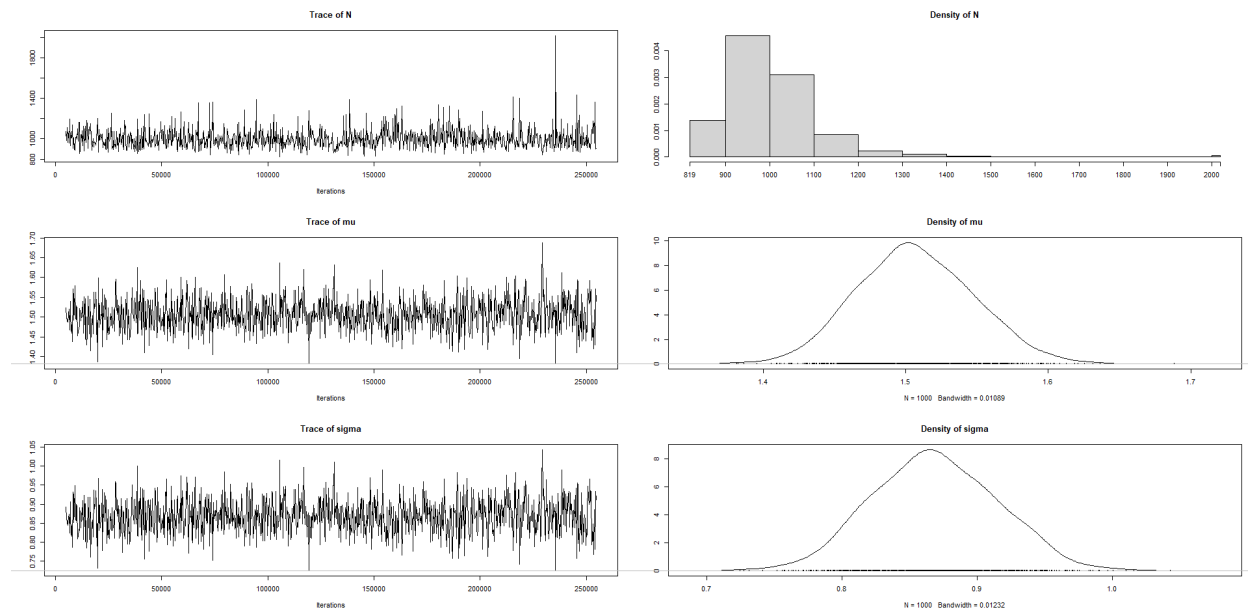 Trace of N
1800
1400
1000
800
0 50000 100000 150000 200000 250000
Iterations
Density of N
0.004
0.003
0.002
0.001
0.000
819 900 1000 1100 1200 1300 1400 1500 1600 1700 1800 1900 2000
Trace of mu
1.70
1.65
1.60
1.55
1.50
1.45
1.40
0 50000 100000 150000 200000 250000
Iterations
Density of mu
10
8
6
4
2
0
1.4 1.5 1.6 1.7
N = 1000 Bandwidth = 0.01089
Trace of sigma
1.05
1.00
0.95
0.90
0.85
0.80
0.75
0 50000 100000 150000 200000 250000
Iterations
Density of sigma
8
6
4
2
0
0.7 0.8 0.9 1.0
N = 1000 Bandwidth = 0.01232